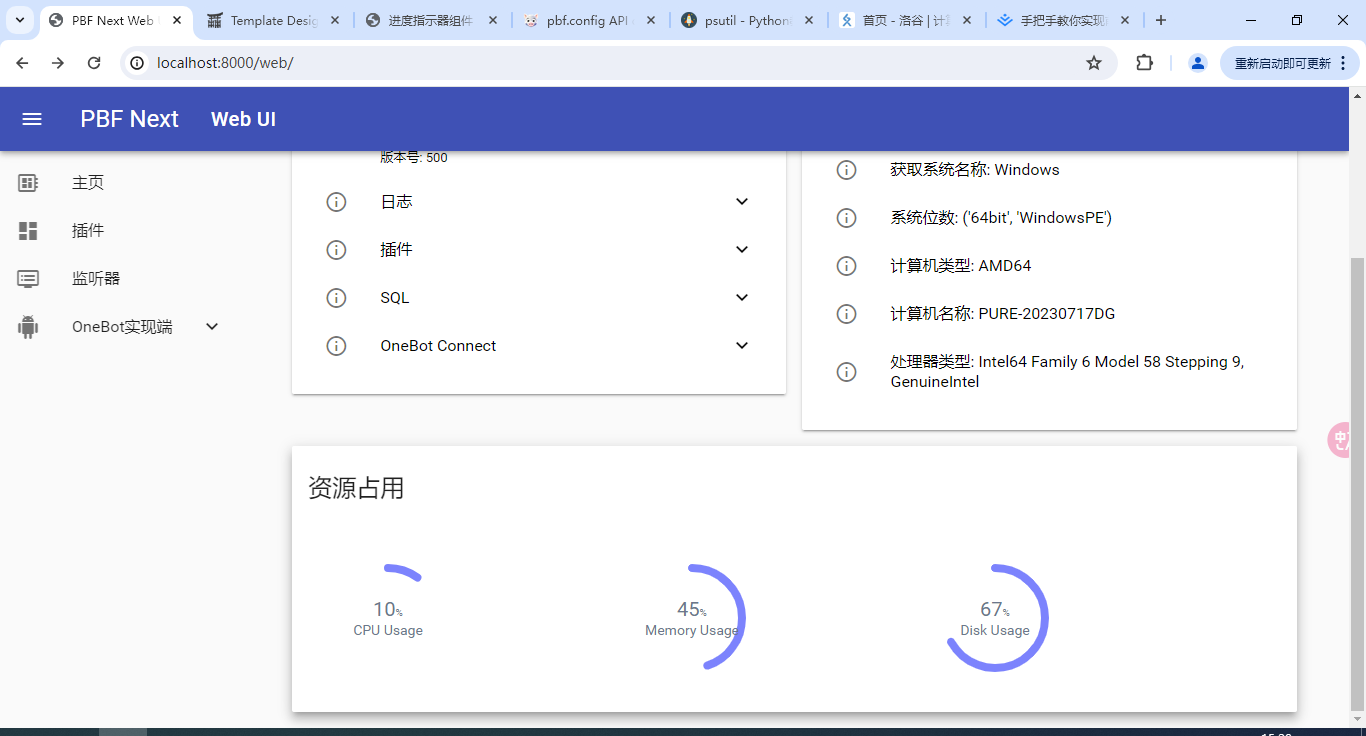 PBF Next Web
Template Desig
进度指示器组件
pbf.config API
psutil - Python
首页 - 洛谷 | 计
手把手教你实现
localhost:8000/web/
重新启动即可更新
PBF Next
Web UI
主页
插件
监听器
OneBot实现端
版本号: 500
日志
插件
SQL
OneBot Connect
获取系统名称: Windows
系统位数: ('64bit', 'WindowsPE')
计算机类型: AMD64
计算机名称: PURE-20230717DG
处理器类型: Intel64 Family 6 Model 58 Stepping 9,
GenuineIntel
资源占用
10%
CPU Usage
45%
Memory Usage
67%
Disk Usage
中